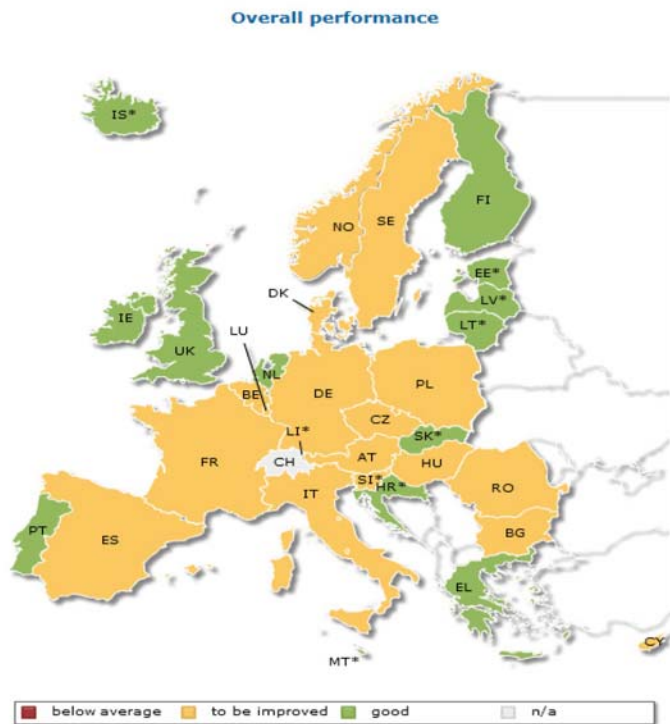 Overall performance
IS*
NO
SE
FI
EE*
LV*
LT*
DK
IE
UK
LU
NL
BE
DE
PL
LI*
CZ
SK*
FR
CH
AT
HU
SI*
HR*
RO
IT
BG
PT
ES
EL
MT*
CY
below average to be improved good n/a